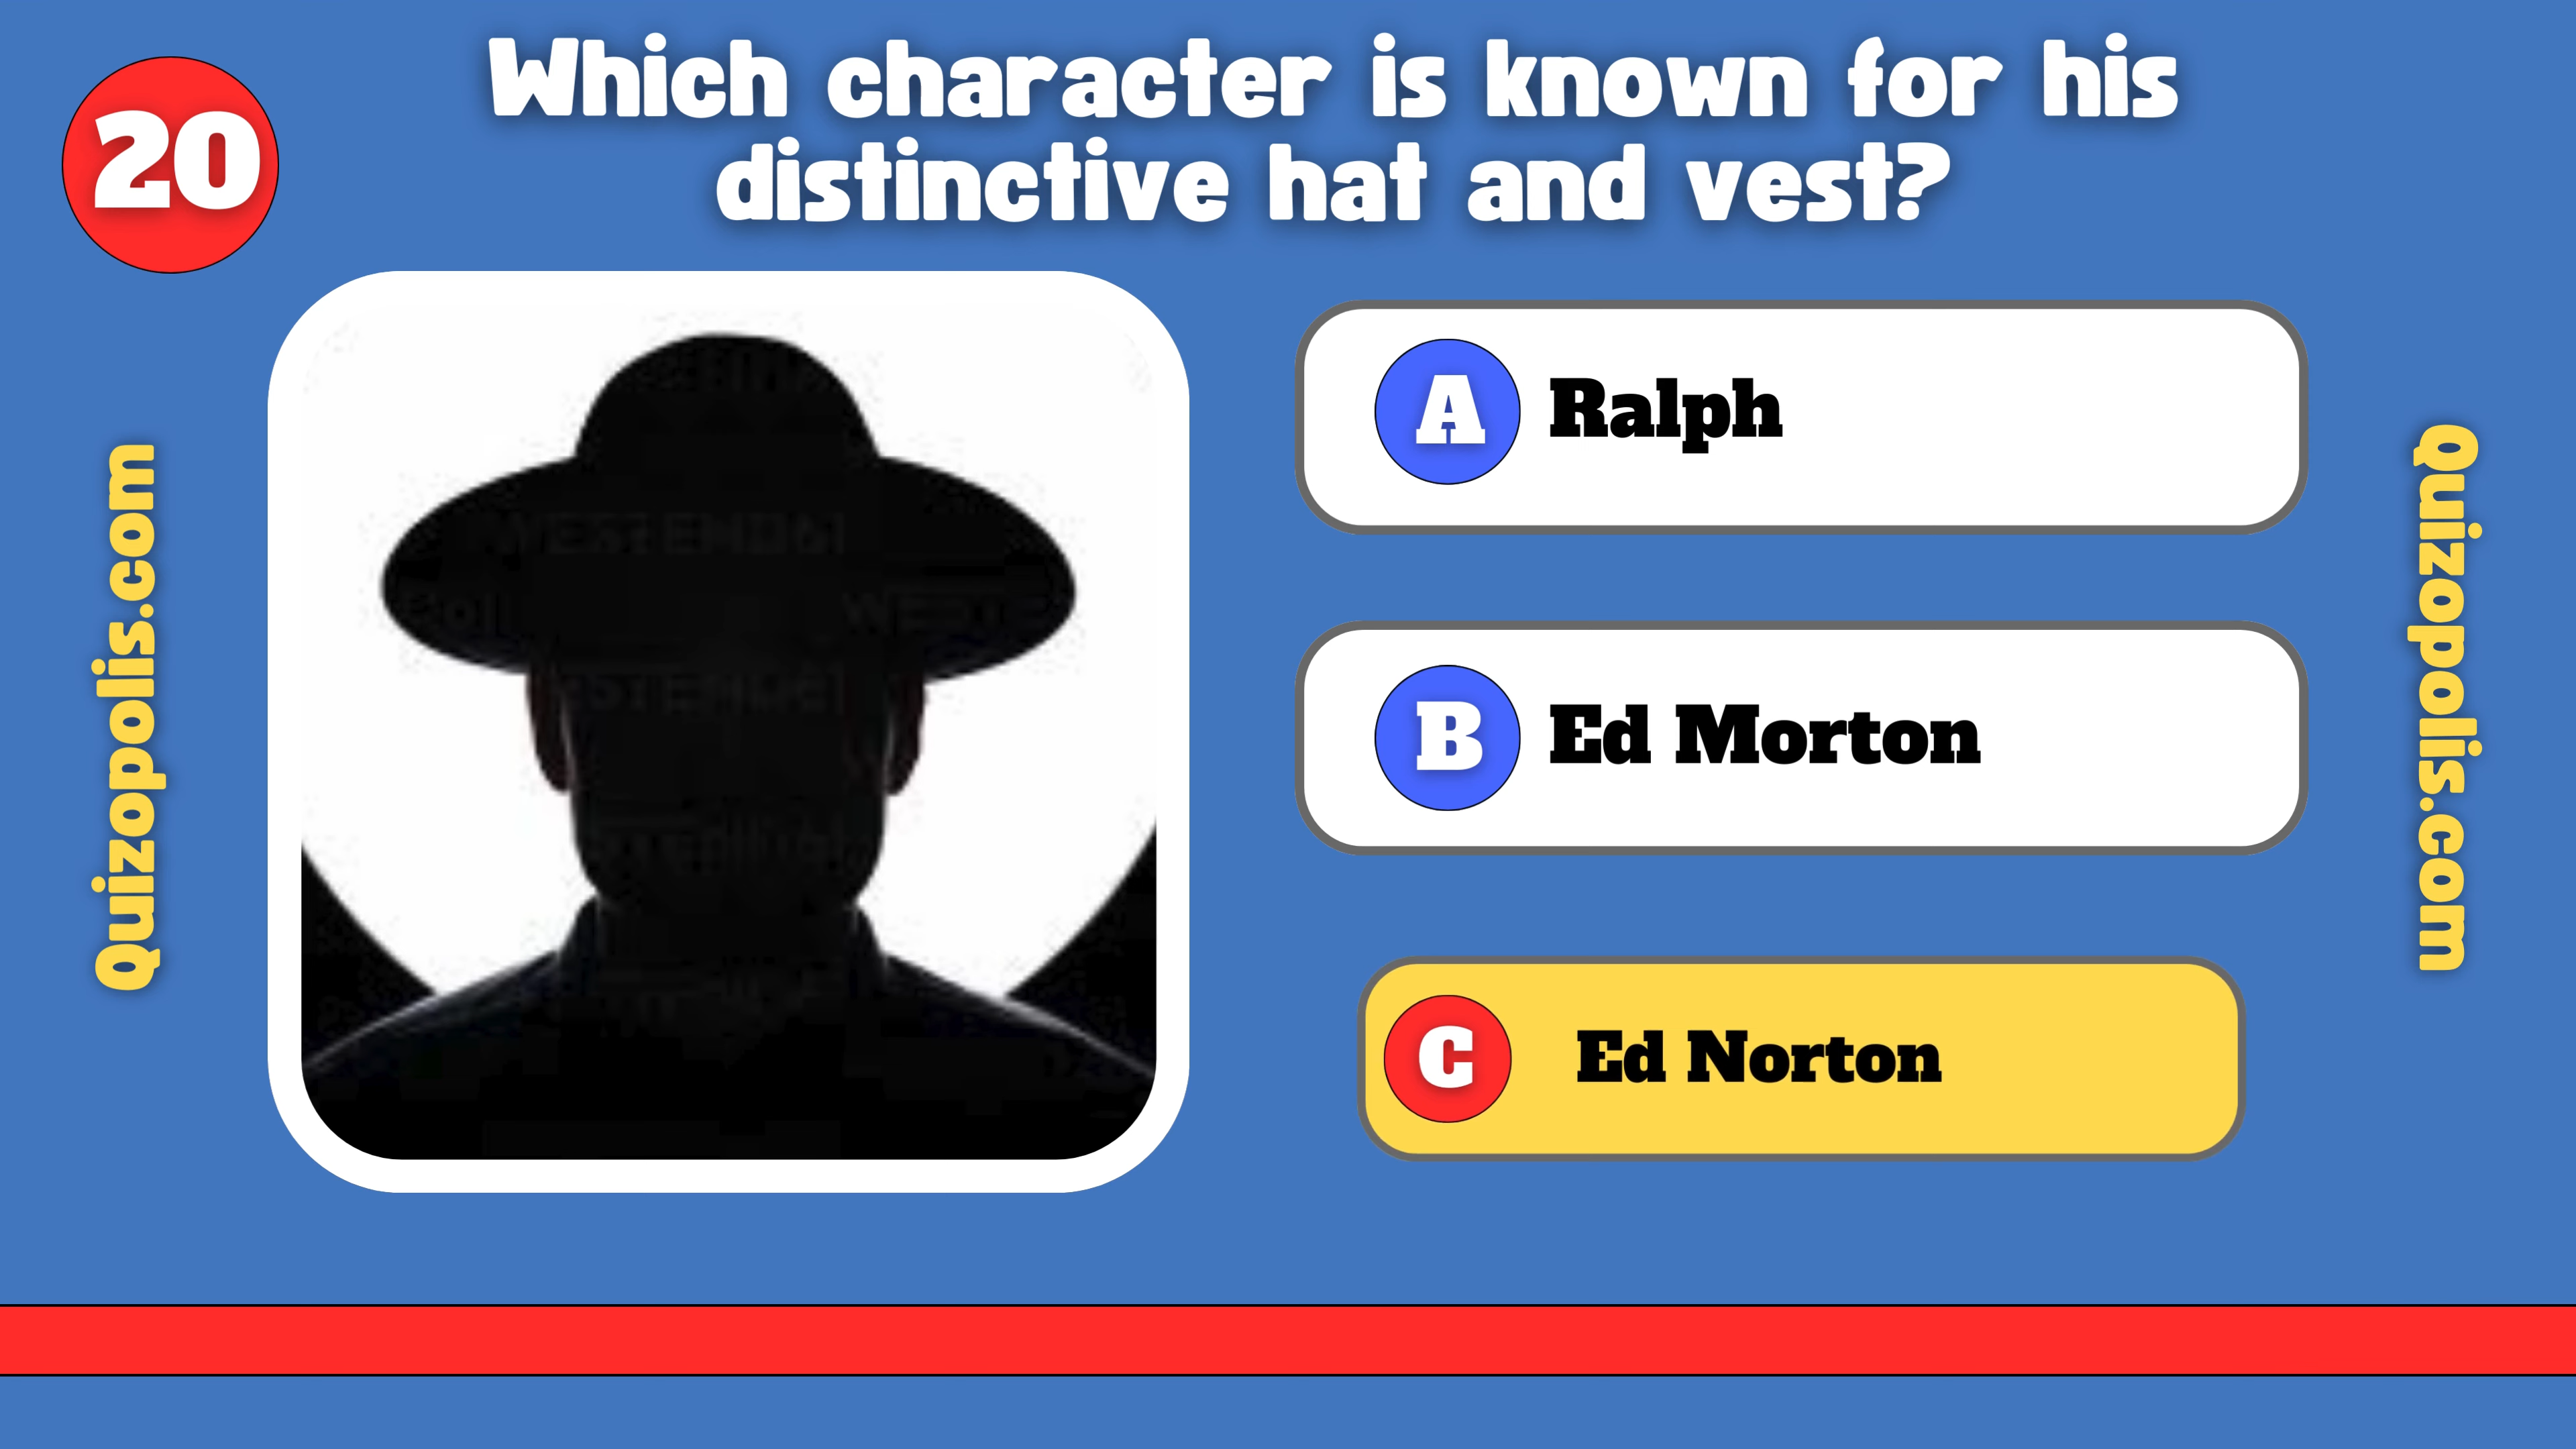 Which character is known for his
distinctive hat and vest?
20
Quizopolis.com
A Ralph
B Ed Morton
C Ed Norton
Quizopolis.com